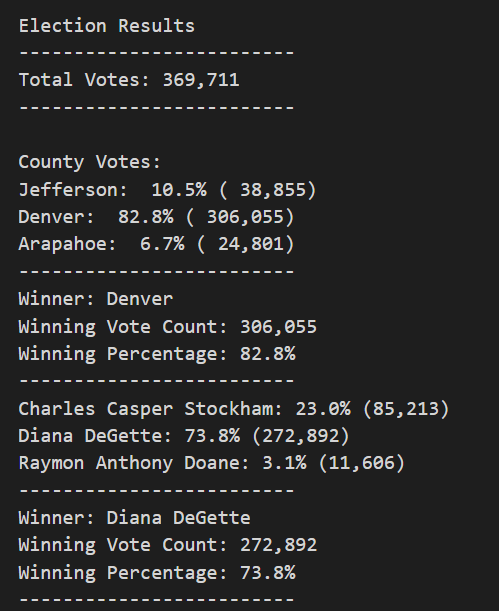 Election Results
-------------------------
Total Votes: 369,711
-------------------------

County Votes:
Jefferson:  10.5% ( 38,855)
Denver:  82.8% ( 306,055)
Arapahoe:  6.7% ( 24,801)
-------------------------
Winner: Denver
Winning Vote Count: 306,055
Winning Percentage: 82.8%
-------------------------
Charles Casper Stockham: 23.0% (85,213)
Diana DeGette: 73.8% (272,892)
Raymon Anthony Doane: 3.1% (11,606)
-------------------------
Winner: Diana DeGette
Winning Vote Count: 272,892
Winning Percentage: 73.8%
-------------------------